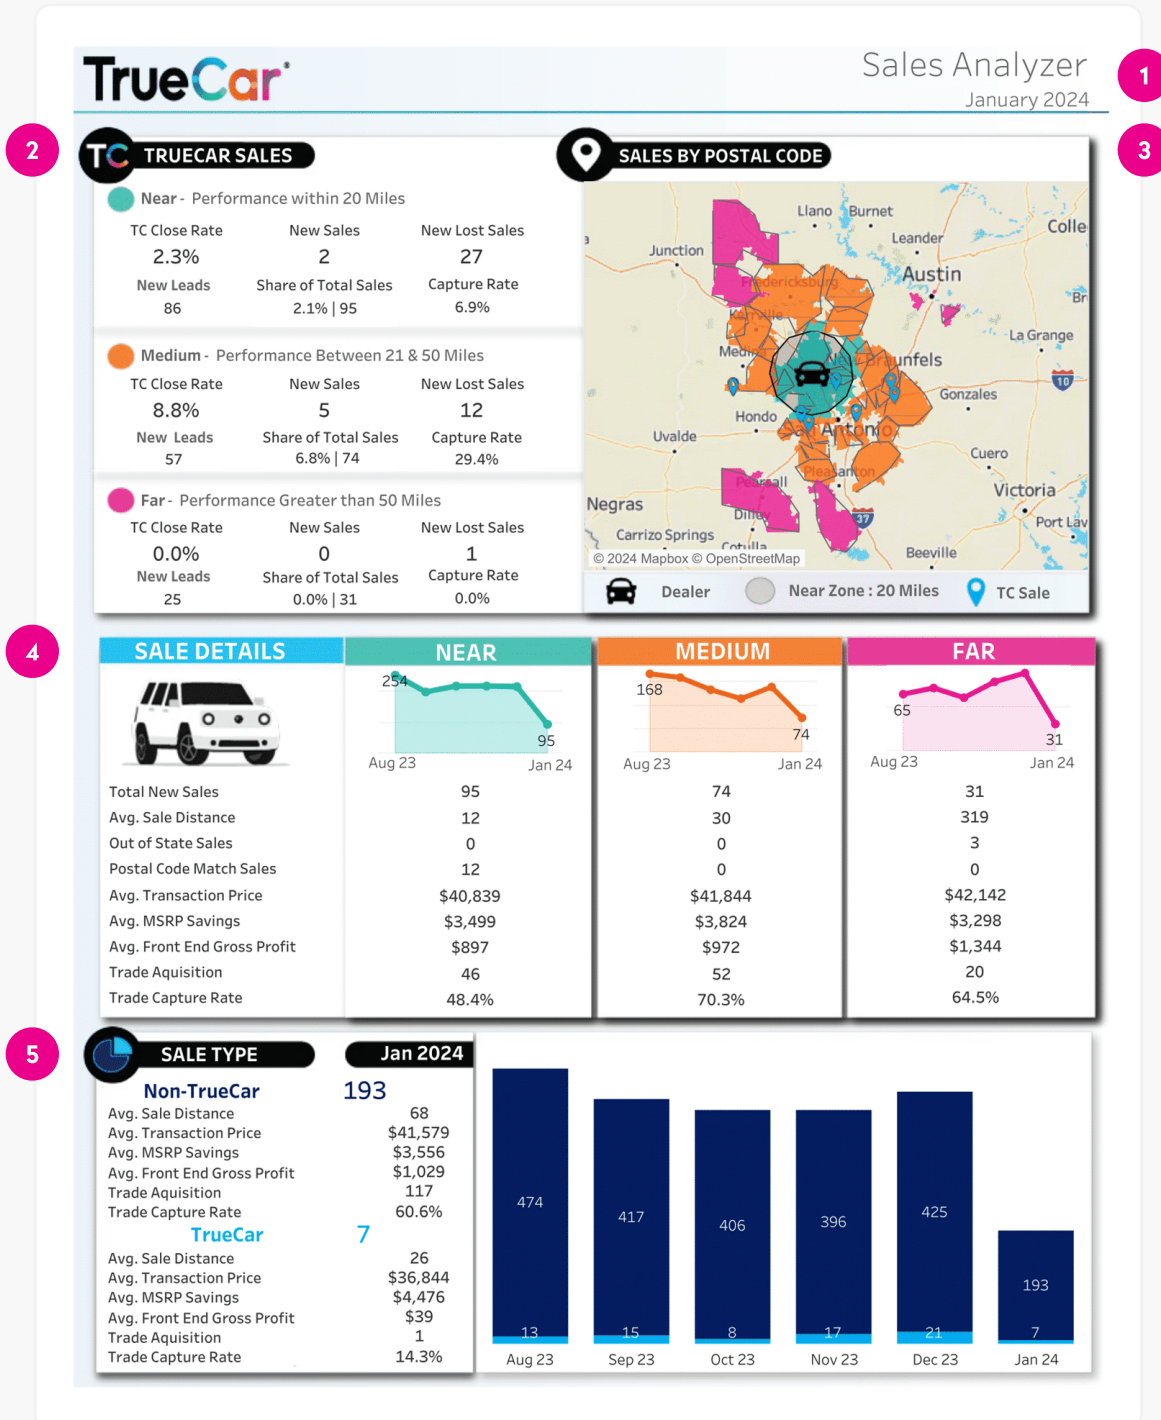 TrueCar®
Sales Analyzer
January 2024
1
2
TC TRUECAR SALES
Near - Performance within 20 Miles
TC Close Rate New Sales New Lost Sales
2.3% 2 27
New Leads Share of Total Sales Capture Rate
86 2.1% | 95 6.9%
Medium - Performance Between 21 & 50 Miles
TC Close Rate New Sales New Lost Sales
8.8% 5 12
New Leads Share of Total Sales Capture Rate
57 6.8% | 74 29.4%
Far - Performance Greater than 50 Miles
TC Close Rate New Sales New Lost Sales
0.0% 0 1
New Leads Share of Total Sales Capture Rate
25 0.0% | 31 0.0%
3
SALES BY POSTAL CODE
Llano Burnet
Colle
Junction
Leander
Austin
Fredericksburg
Br
Kerrville
La Grange
Medin
New Braunfels
10
Gonzales
Hondo
San Antonio
Uvalde
Cuero
Pleasanton
Pearsall
Victoria
Negras
Dilley
37
Port Lav
Carrizo Springs
Cotulla
Beeville
© 2024 Mapbox © OpenStreetMap
Dealer Near Zone : 20 Miles TC Sale
4
SALE DETAILS NEAR MEDIUM FAR
254 168 65
95 74 31
Aug 23 Jan 24 Aug 23 Jan 24 Aug 23 Jan 24
Total New Sales 95 74 31
Avg. Sale Distance 12 30 319
Out of State Sales 0 0 3
Postal Code Match Sales 12 0 0
Avg. Transaction Price $40,839 $41,844 $42,142
Avg. MSRP Savings $3,499 $3,824 $3,298
Avg. Front End Gross Profit $897 $972 $1,344
Trade Aquisition 46 52 20
Trade Capture Rate 48.4% 70.3% 64.5%
5
SALE TYPE Jan 2024
Non-TrueCar 193
Avg. Sale Distance 68
Avg. Transaction Price $41,579
Avg. MSRP Savings $3,556
Avg. Front End Gross Profit $1,029
Trade Aquisition 117
Trade Capture Rate 60.6%
TrueCar 7
Avg. Sale Distance 26
Avg. Transaction Price $36,844
Avg. MSRP Savings $4,476
Avg. Front End Gross Profit $39
Trade Aquisition 1
Trade Capture Rate 14.3%
474 417 406 396 425 193
13 15 8 17 21 7
Aug 23 Sep 23 Oct 23 Nov 23 Dec 23 Jan 24